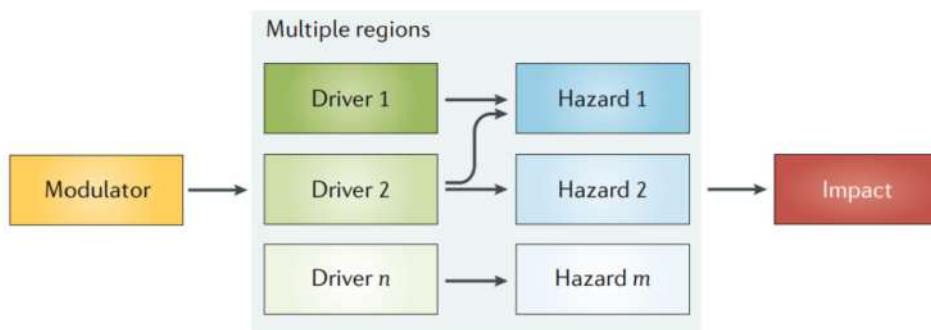 Multiple regions
Driver 1
Hazard 1
Modulator
Driver 2
Hazard 2
Impact
Driver n
Hazard m